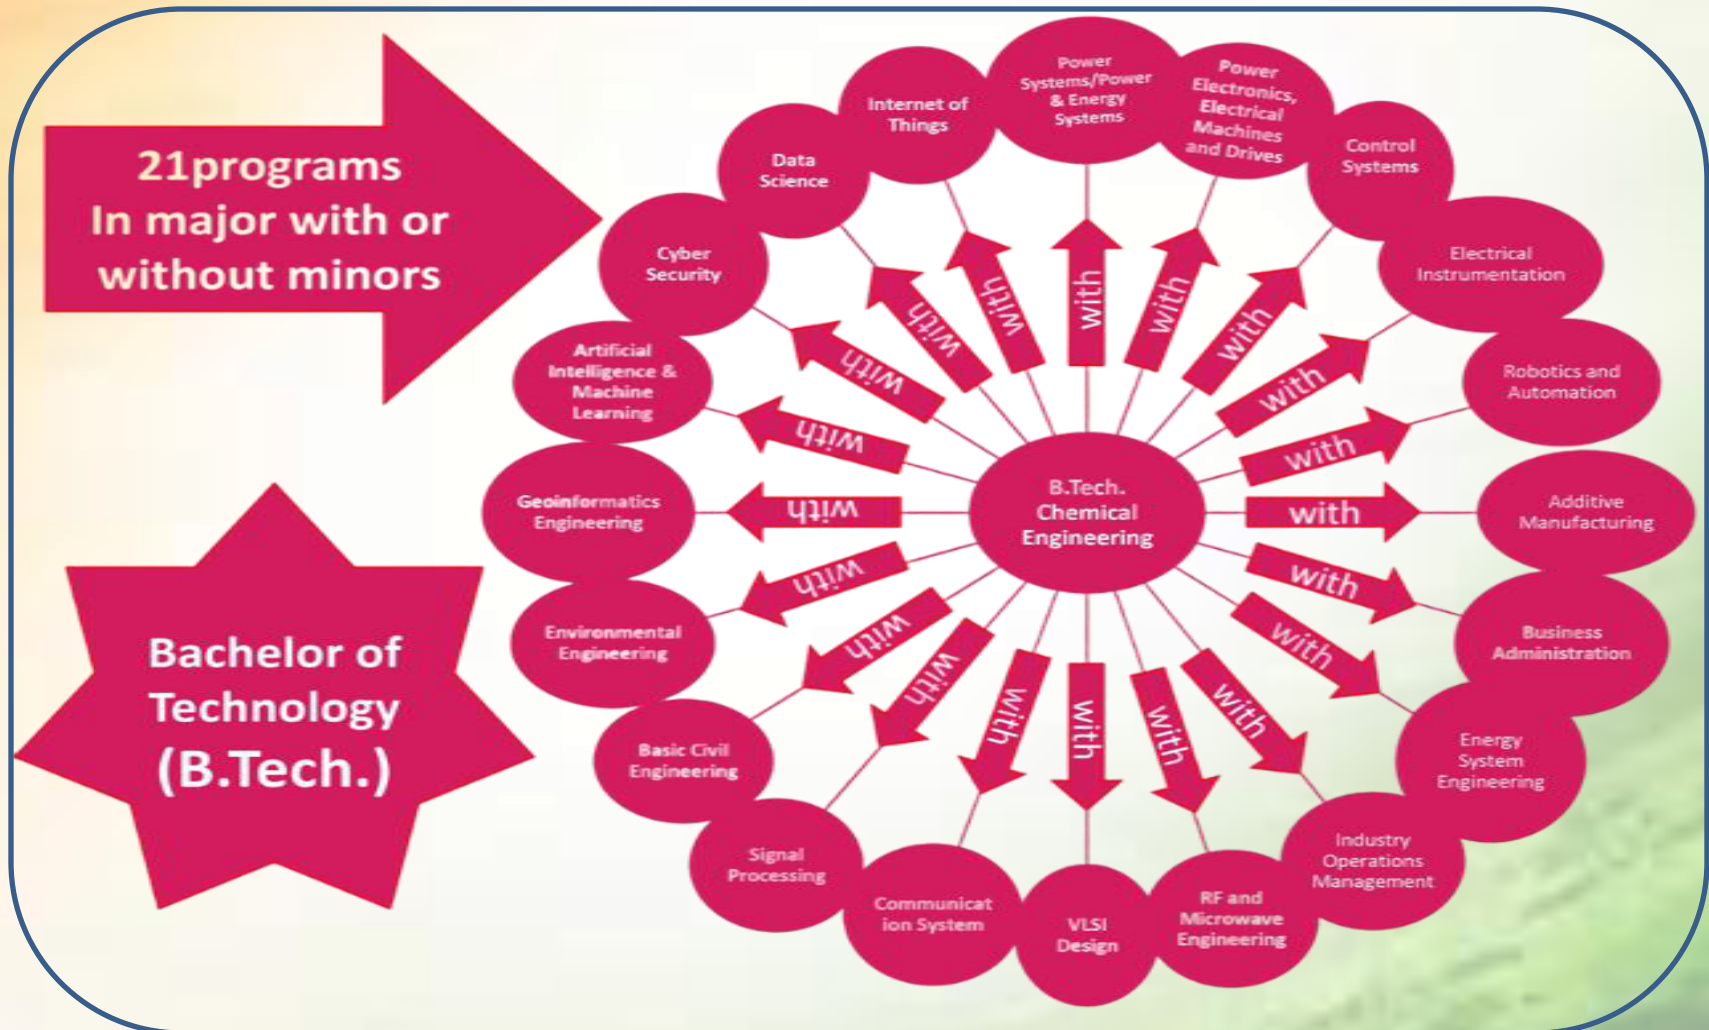 21programs
In major with or
without minors
Bachelor of
Technology
(B.Tech.)
B.Tech.
Chemical
Engineering
with
Power
Systems/Power
& Energy
Systems
with
Power
Electronics,
Electrical
Machines
and Drives
with
Control
Systems
with
Electrical
Instrumentation
with
Robotics and
Automation
with
Additive
Manufacturing
with
Business
Administration
with
Energy
System
Engineering
with
Industry
Operations
Management
with
RF and
Microwave
Engineering
with
VLSI
Design
with
Communicat
ion System
with
Signal
Processing
with
Basic Civil
Engineering
with
Environmental
Engineering
with
Geoinformatics
Engineering
with
Artificial
Intelligence &
Machine
Learning
with
Cyber
Security
with
Data
Science
with
Internet of
Things